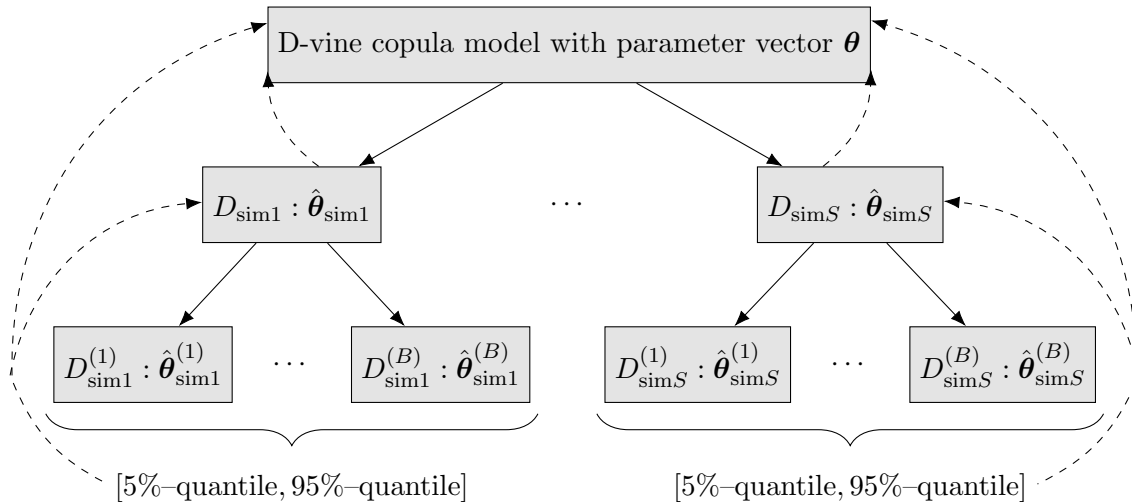 D-vine copula model with parameter vector θ
D_sim1 : θ̂_sim1 ⋯ D_simS : θ̂_simS
D_sim1^(1) : θ̂_sim1^(1) ⋯ D_sim1^(B) : θ̂_sim1^(B) D_simS^(1) : θ̂_simS^(1) ⋯ D_simS^(B) : θ̂_simS^(B)
[5%–quantile, 95%–quantile] [5%–quantile, 95%–quantile]